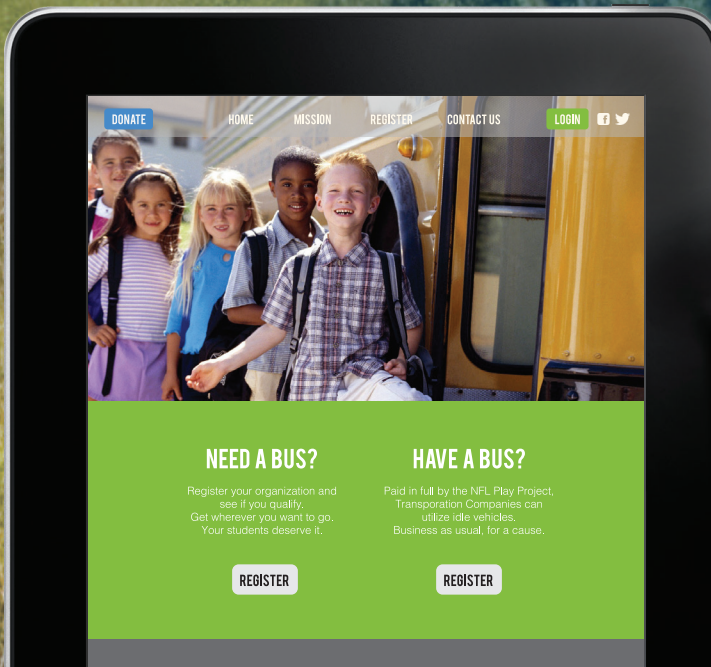 DONATE
HOME
MISSION
REGISTER
CONTACT US
LOGIN
NEED A BUS?
Register your organization and
see if you qualify.
Get wherever you want to go.
Your students deserve it.
REGISTER
HAVE A BUS?
Paid in full by the NFL Play Project,
Transporation Companies can
utilize idle vehicles.
Business as usual, for a cause.
REGISTER